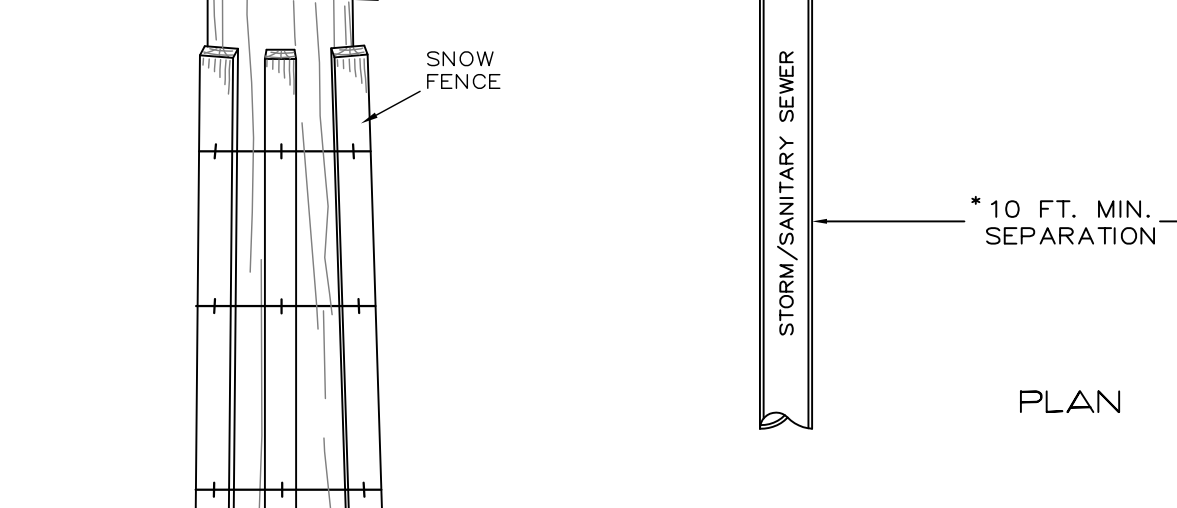 SNOW
FENCE
STORM/SANITARY SEWER
*10 FT. MIN.
SEPARATION
PLAN